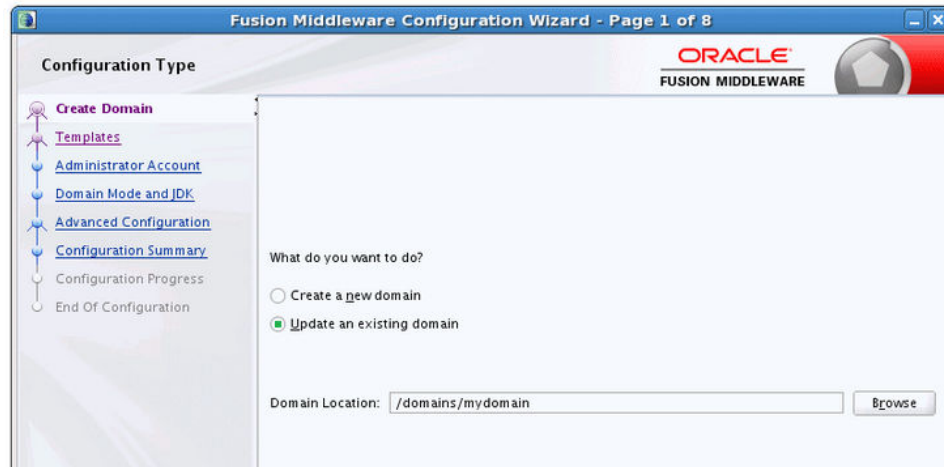 Fusion Middleware Configuration Wizard - Page 1 of 8
Configuration Type
ORACLE
FUSION MIDDLEWARE
Create Domain
Templates
Administrator Account
Domain Mode and JDK
Advanced Configuration
Configuration Summary
Configuration Progress
End Of Configuration
What do you want to do?
Create a new domain
Update an existing domain
Domain Location: /domains/mydomain Browse